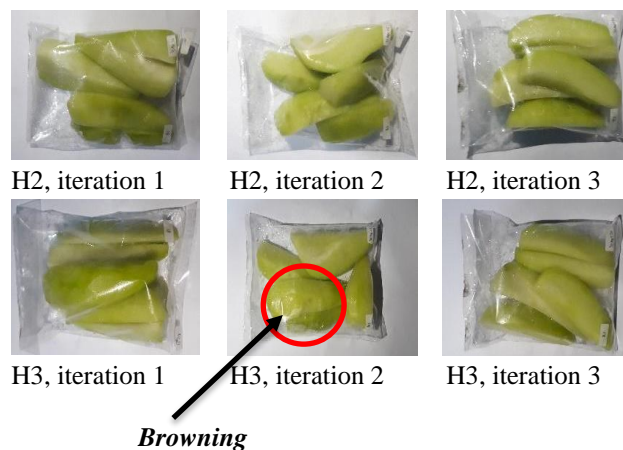 H2, iteration 1
H2, iteration 2
H2, iteration 3
H3, iteration 1
H3, iteration 2
H3, iteration 3
Browning